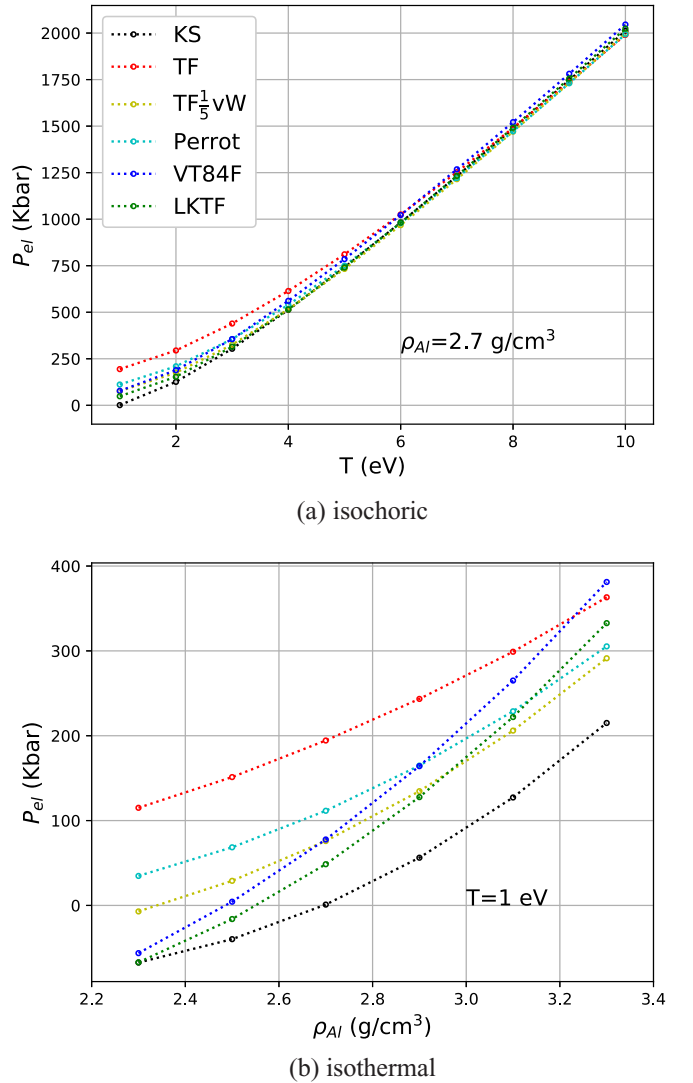 2000
1750
1500
1250
1000
750
500
250
0
P_el (Kbar)
KS
TF
TF1/5vW
Perrot
VT84F
LKTF
ρ_Al=2.7 g/cm³
2 4 6 8 10
T (eV)
(a) isochoric
400
300
200
100
0
P_el (Kbar)
T=1 eV
2.2 2.4 2.6 2.8 3.0 3.2 3.4
ρ_Al (g/cm³)
(b) isothermal